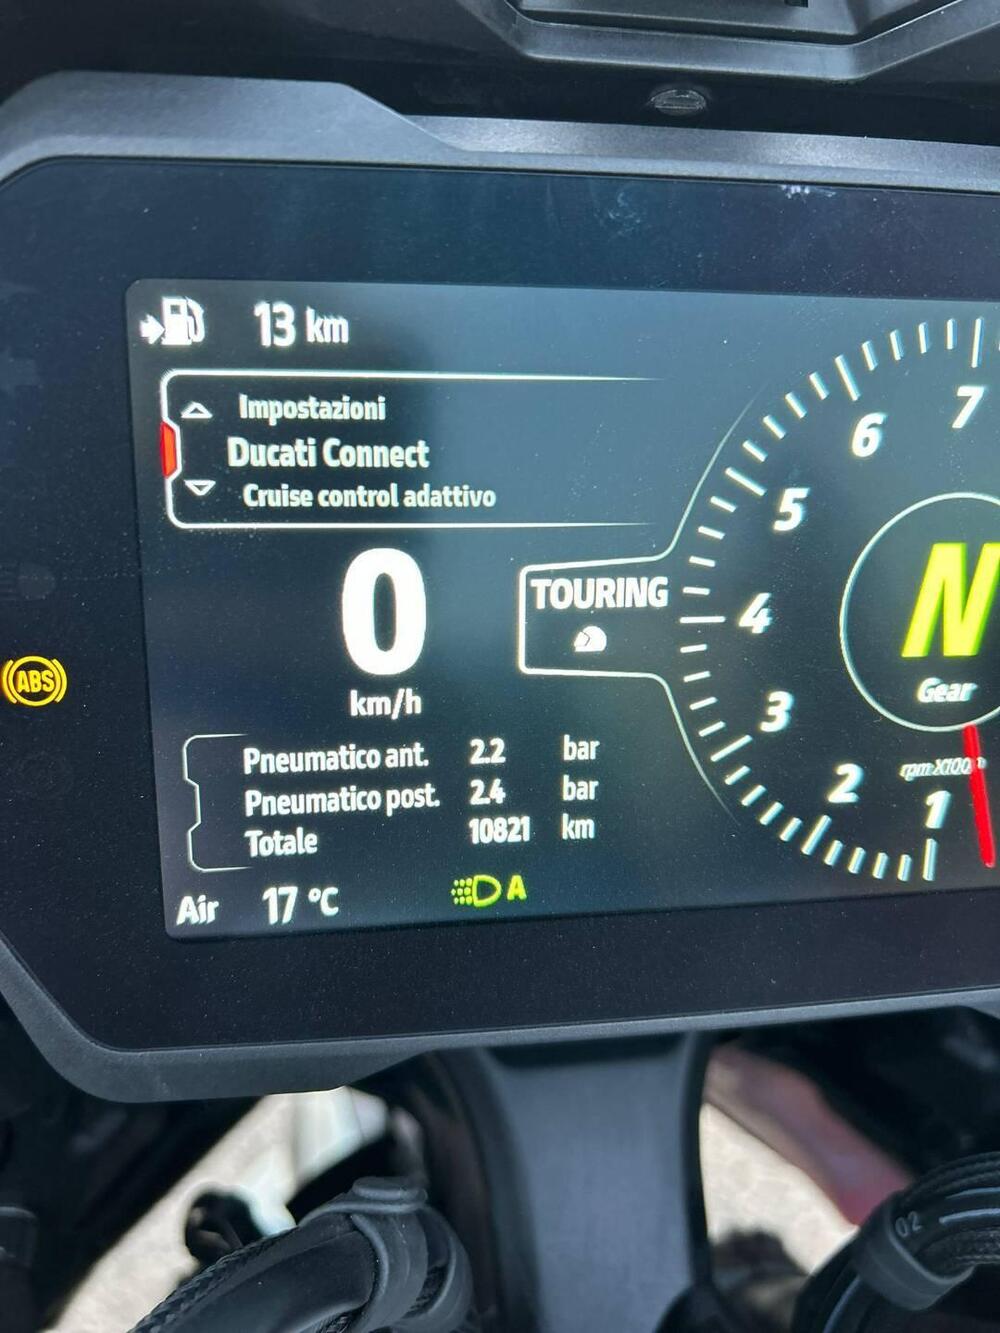 13 km
Impostazioni
Ducati Connect
Cruise control adattivo
0
km/h
TOURING
ABS
Pneumatico ant. 2.2 bar
Pneumatico post. 2.4 bar
Totale 10821 km
Air 17 °C
A
7
6
5
4
3
2
1
N
Gear
02